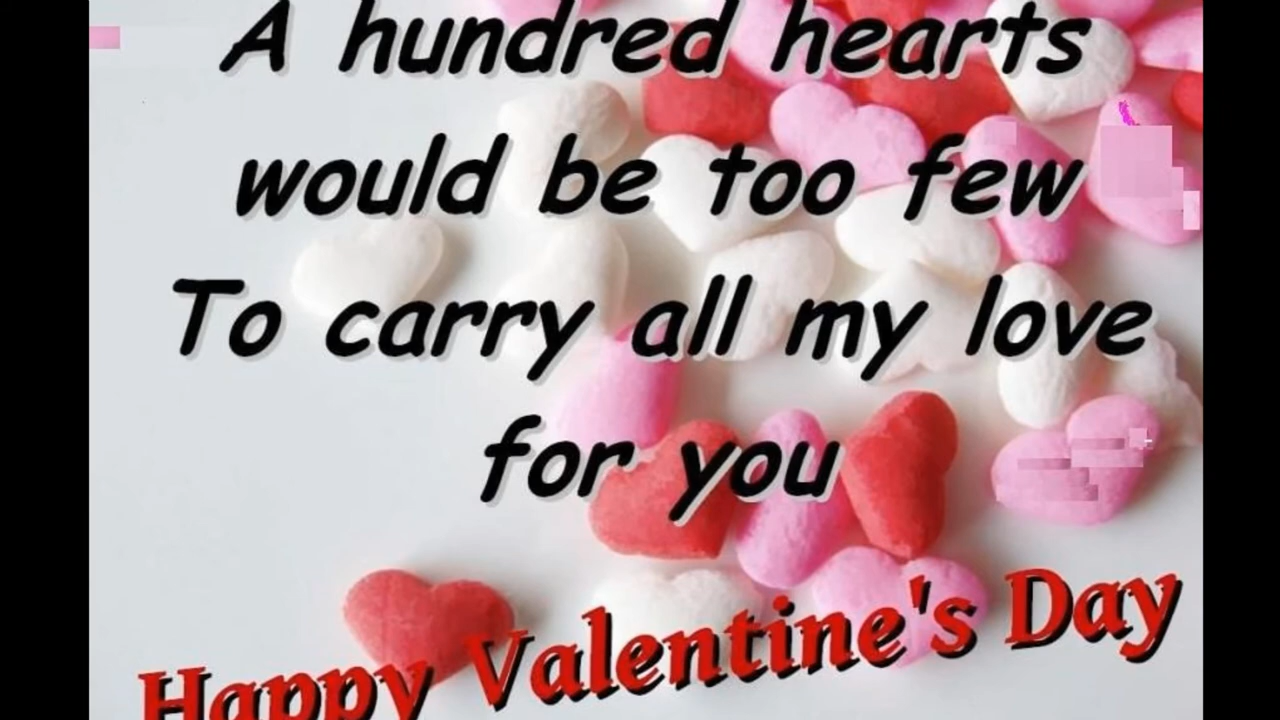 A hundred hearts
would be too few
To carry all my love
for you
Happy Valentine's Day